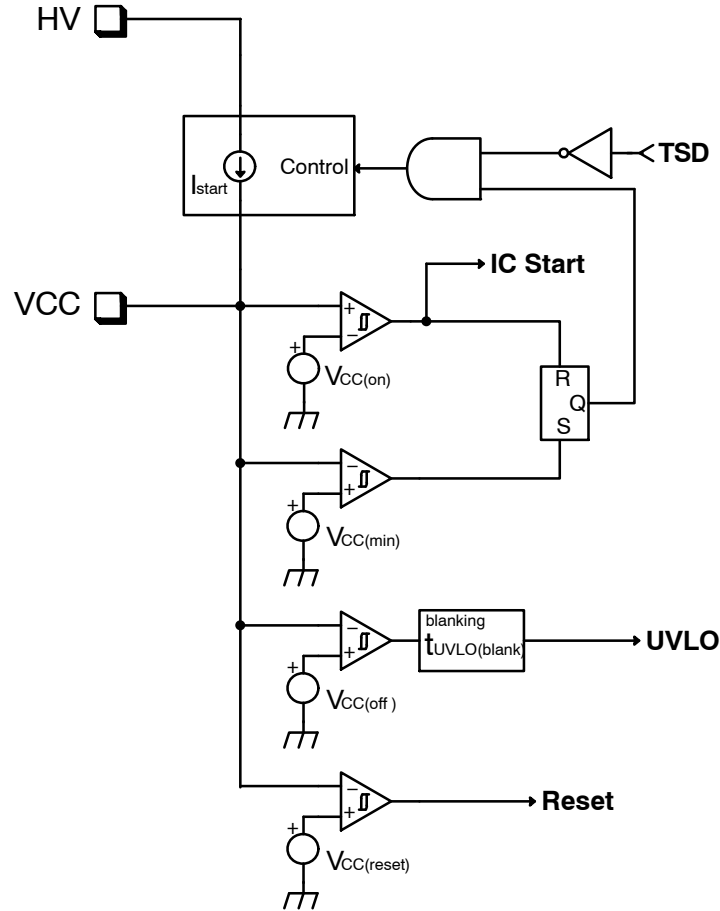 HV
Istart
Control
TSD
IC Start
VCC
+
−
+
VCC(on)
R
Q
S
−
+
+
VCC(min)
−
+
+
VCC(off )
blanking
tUVLO(blank)
UVLO
−
+
+
VCC(reset)
Reset